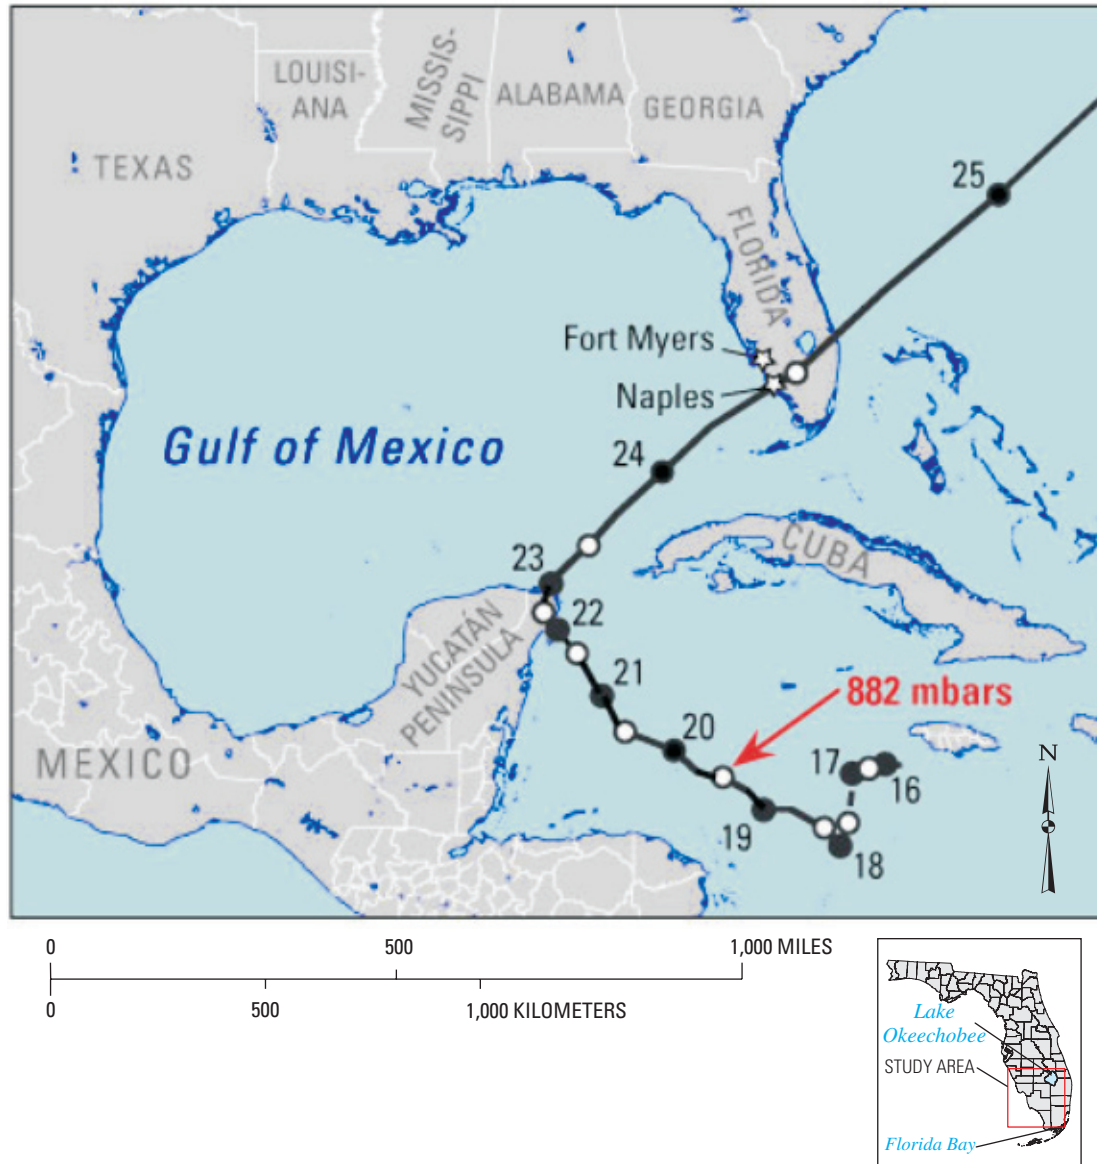 LOUISI-
ANA
MISSIS-
SIPPI
ALABAMA
GEORGIA
TEXAS
25
FLORIDA
Fort Myers
Naples
Gulf of Mexico
24
CUBA
23
22
YUCATÁN
PENINSULA
21
882 mbars
20
17
16
MEXICO
N
19
18
0 500 1,000 MILES
0 500 1,000 KILOMETERS
Lake
Okeechobee
STUDY AREA
Florida Bay